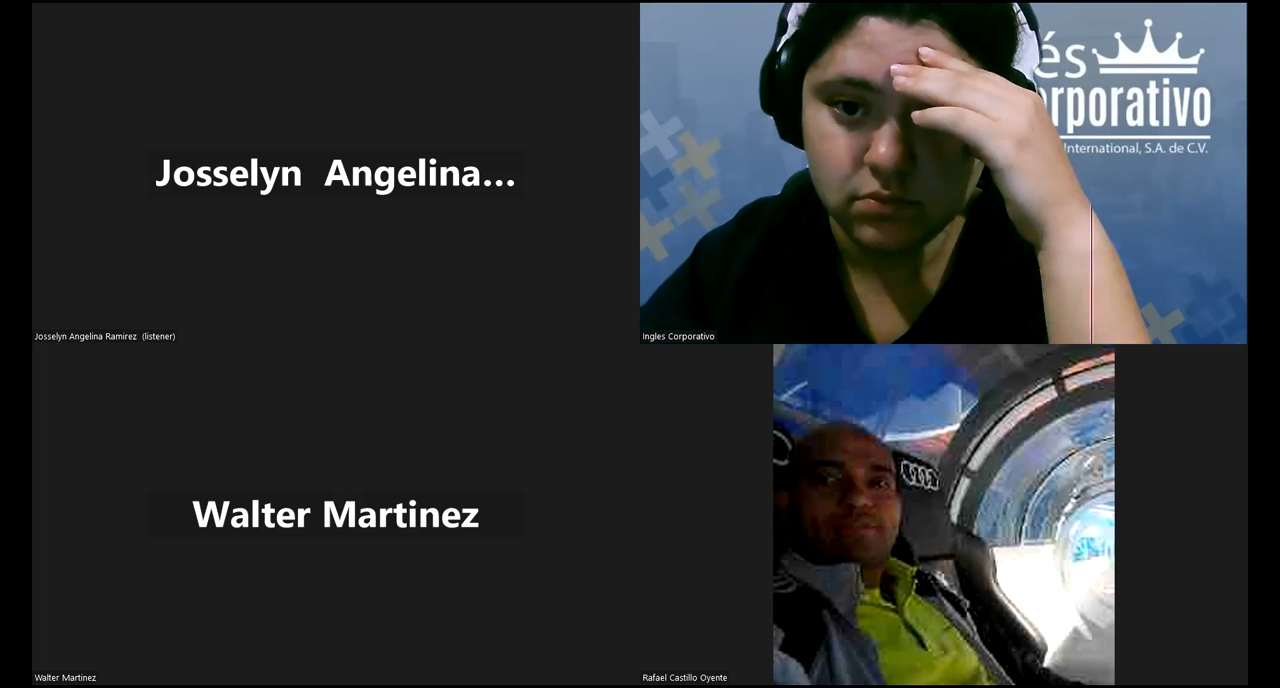 Josselyn  Angelina...
Josselyn Angelina Ramirez  (listener)
és
rporativo
International, S.A. de C.V.
Ingles Corporativo
Walter Martinez
Walter Martinez
Rafael Castillo Oyente